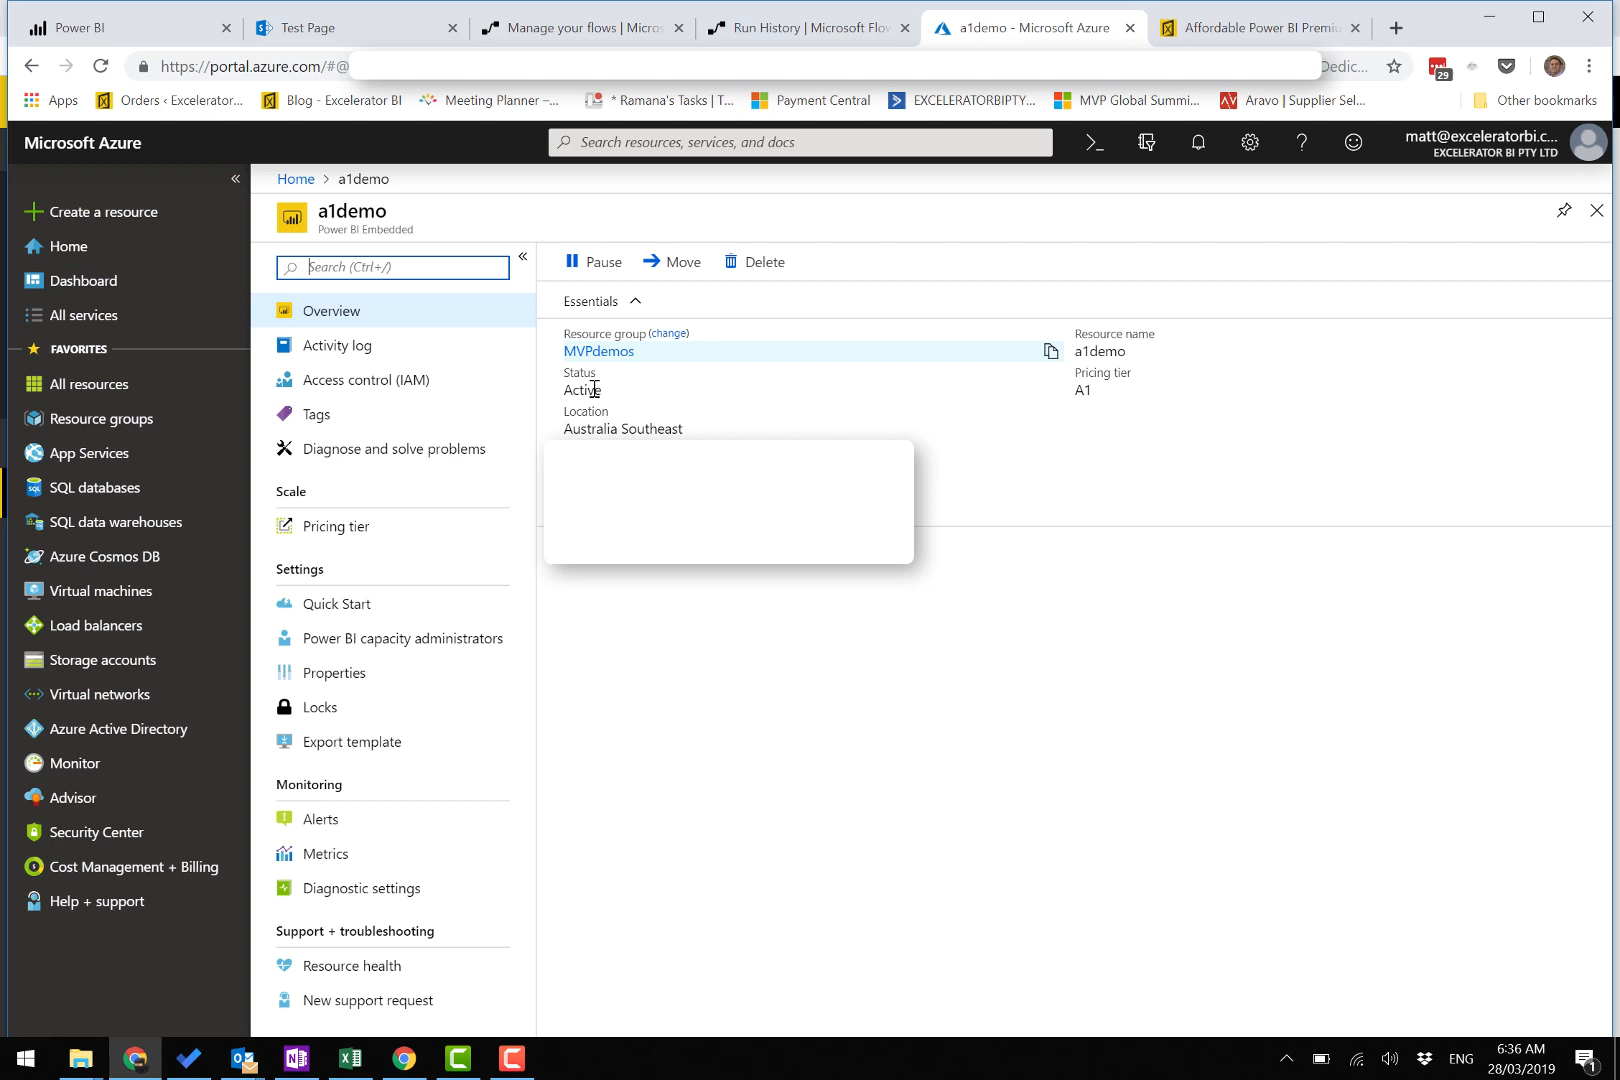 Power BI
Test Page
Manage your flows | Micros
Run History | Microsoft Flow
a1demo - Microsoft Azure
Affordable Power BI Premiu
https://portal.azure.com/#@
Dedic...
29
Apps
Orders ‹ Excelerator...
Blog - Excelerator BI
Meeting Planner –...
* Ramana's Tasks | T...
Payment Central
EXCELERATORBIPTY...
MVP Global Summi...
Aravo | Supplier Sel...
Other bookmarks
Microsoft Azure
Search resources, services, and docs
matt@exceleratorbi.c...
EXCELERATOR BI PTY LTD
Create a resource
Home
Dashboard
All services
FAVORITES
All resources
Resource groups
App Services
SQL databases
SQL data warehouses
Azure Cosmos DB
Virtual machines
Load balancers
Storage accounts
Virtual networks
Azure Active Directory
Monitor
Advisor
Security Center
Cost Management + Billing
Help + support
Home > a1demo
a1demo
Power BI Embedded
Search (Ctrl+/)
Overview
Activity log
Access control (IAM)
Tags
Diagnose and solve problems
Scale
Pricing tier
Settings
Quick Start
Power BI capacity administrators
Properties
Locks
Export template
Monitoring
Alerts
Metrics
Diagnostic settings
Support + troubleshooting
Resource health
New support request
Pause
Move
Delete
Essentials
Resource group (change)
MVPdemos
Status
Active
Location
Australia Southeast
Resource name
a1demo
Pricing tier
A1
ENG
6:36 AM
28/03/2019
1